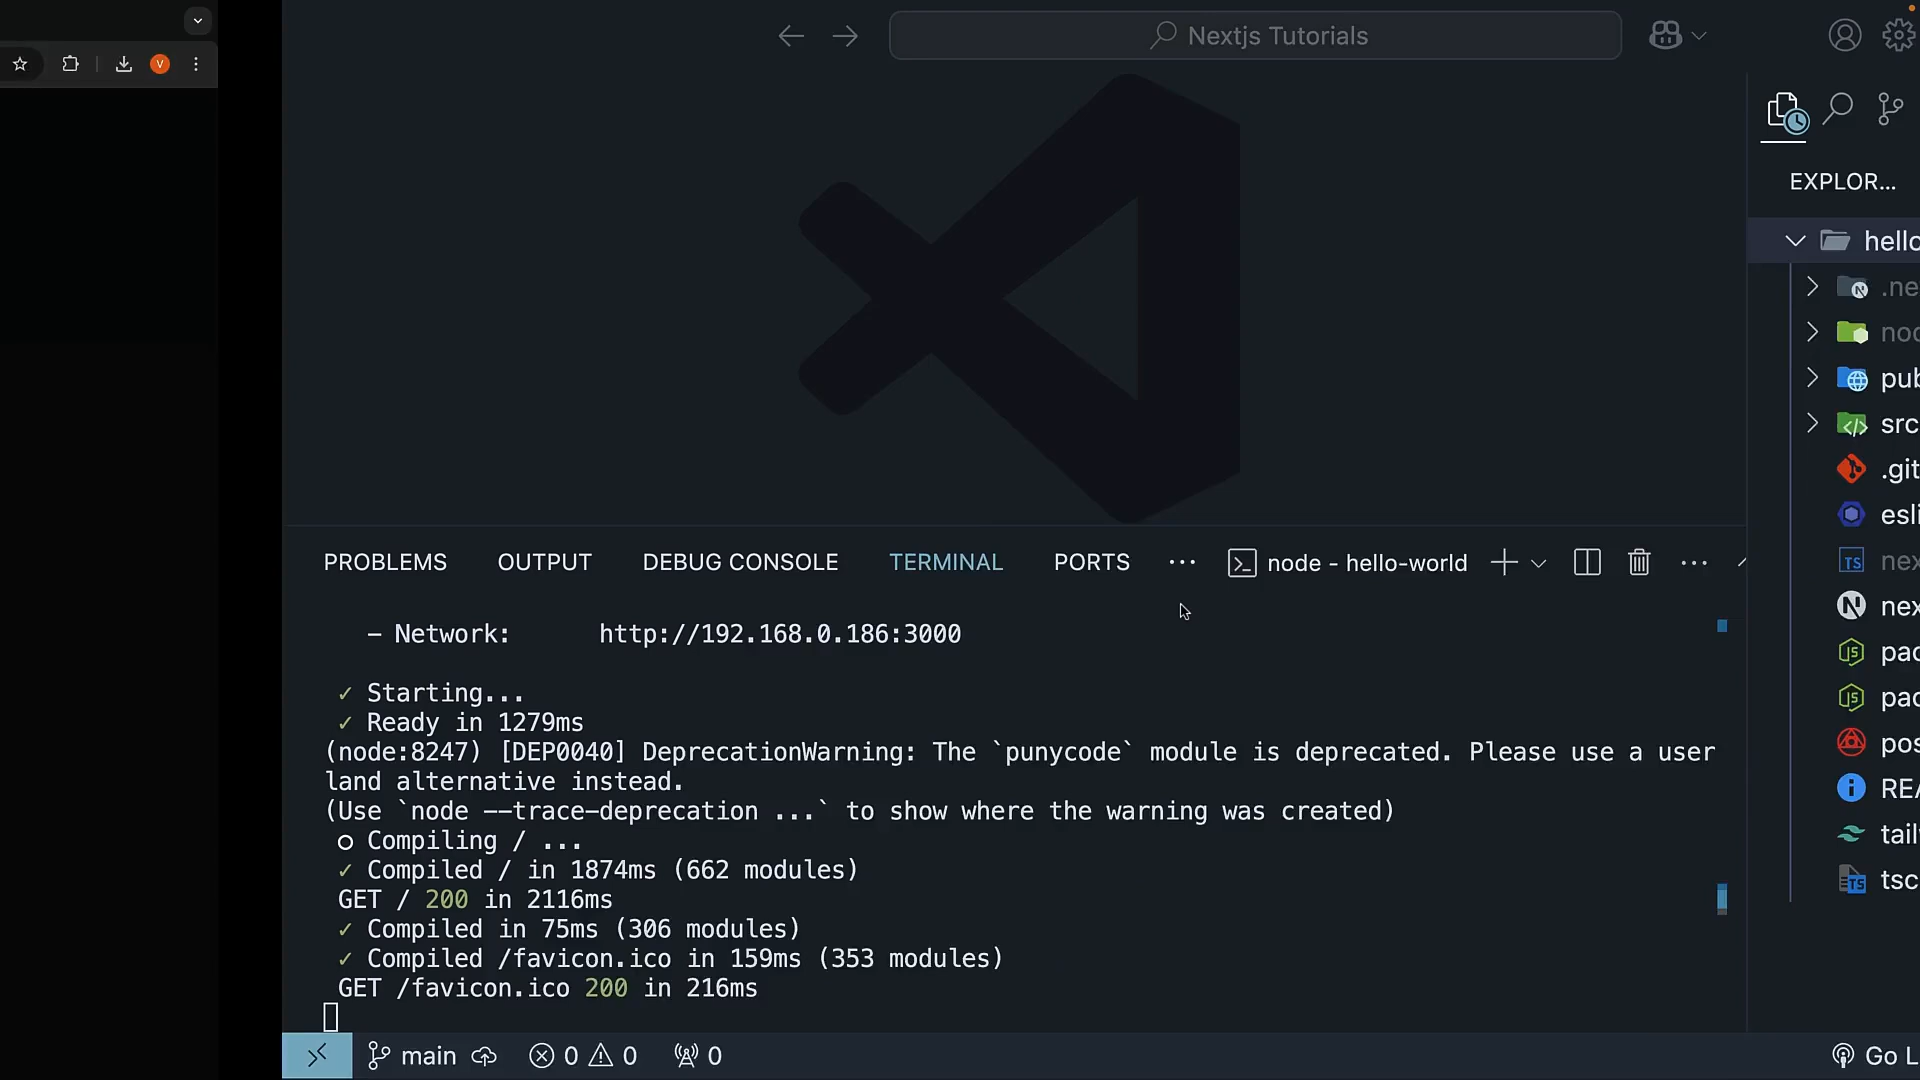 V
Nextjs Tutorials
EXPLOR...
hello
.ne
nod
pub
src
.git
esli
nex
nex
pac
pac
pos
REA
tail
tsc
PROBLEMS OUTPUT DEBUG CONSOLE TERMINAL PORTS ... node - hello-world
- Network: http://192.168.0.186:3000
✓ Starting...
✓ Ready in 1279ms
(node:8247) [DEP0040] DeprecationWarning: The `punycode` module is deprecated. Please use a user
land alternative instead.
(Use `node --trace-deprecation ...` to show where the warning was created)
○ Compiling / ...
✓ Compiled / in 1874ms (662 modules)
GET / 200 in 2116ms
✓ Compiled in 75ms (306 modules)
✓ Compiled /favicon.ico in 159ms (353 modules)
GET /favicon.ico 200 in 216ms
main 0 0 0 Go L